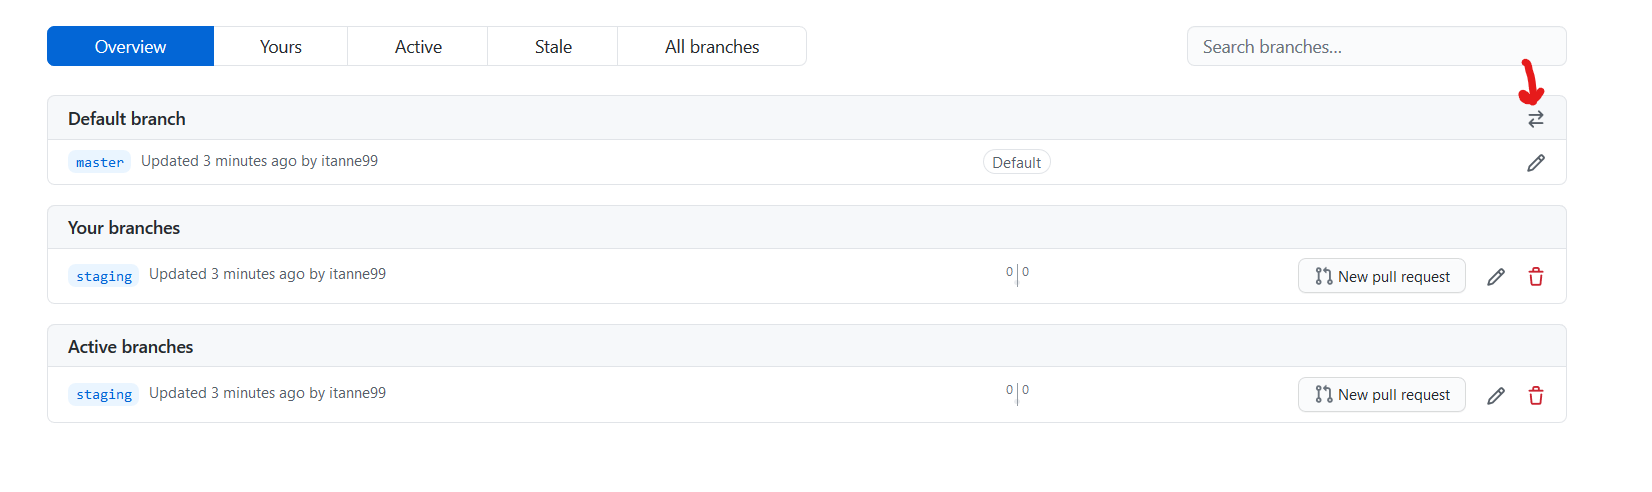 Overview Yours Active Stale All branches Search branches...
Default branch
master Updated 3 minutes ago by itanne99 Default
Your branches
staging Updated 3 minutes ago by itanne99 0 0 New pull request
Active branches
staging Updated 3 minutes ago by itanne99 0 0 New pull request